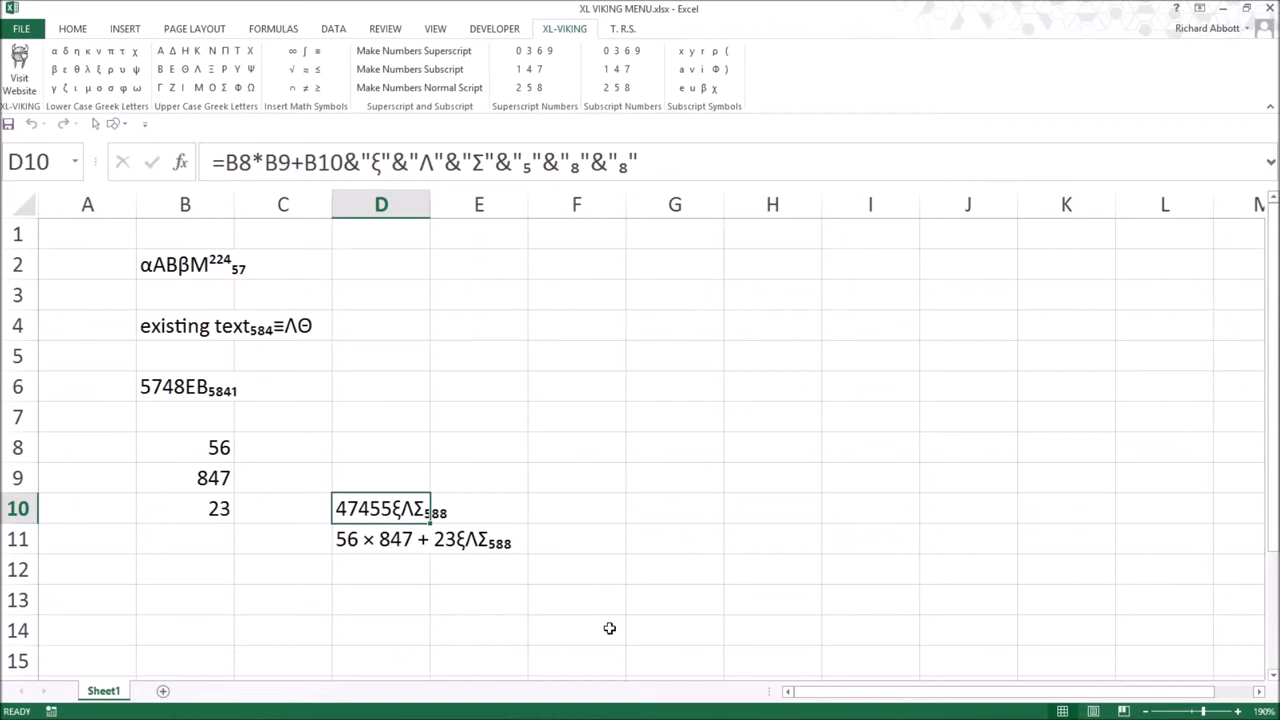 XL VIKING MENU.xlsx - Excel
FILE HOME INSERT PAGE LAYOUT FORMULAS DATA REVIEW VIEW DEVELOPER XL-VIKING T. R.S. Richard Abbott
α δ η κ ν π τ χ Α Δ Η Κ Ν Π Τ Χ ∞ ∫ ≡ Make Numbers Superscript 0 3 6 9 0 3 6 9 x y r ρ (
Visit Website β ε θ λ ξ ρ υ ψ Β Ε Θ Λ Ξ Ρ Υ Ψ √ ≈ ≤ Make Numbers Subscript 1 4 7 1 4 7 a v i Φ )
γ ζ ι μ ο σ φ ω Γ Ζ Ι Μ Ο Σ Φ Ω ∩ ≠ ≥ Make Numbers Normal Script 2 5 8 2 5 8 e u β χ
XL-VIKING Lower Case Greek Letters Upper Case Greek Letters Insert Math Symbols Superscript and Subscript Superscript Numbers Subscript Numbers Subscript Symbols
D10 fx =B8*B9+B10&"ξ"&"Λ"&"Σ"&"₅"&"₈"&"₈"
A B C D E F G H I J K L M
1
2 αABβM²²⁴₅₇
3
4 existing text₅₈₄≡ΛΘ
5
6 5748EB₅₈₄₁
7
8 56
9 847
10 23 47455ξΛΣ₅₈₈
11 56 × 847 + 23ξΛΣ₅₈₈
12
13
14
15
Sheet1
READY 190%